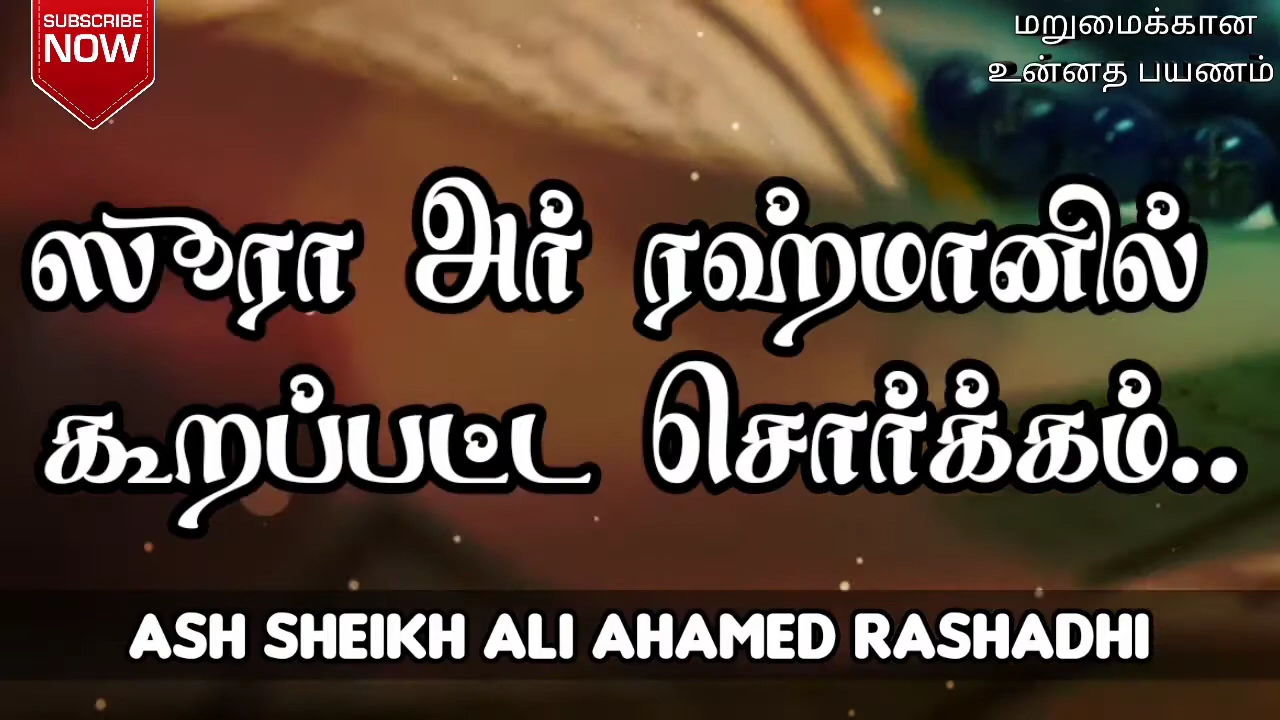 SUBSCRIBE
NOW
மறுமைக்கான
உன்னத பயணம்
ஸூரா அர் ரஹ்மானில்
கூறப்பட்ட சொர்க்கம்..
ASH SHEIKH ALI AHAMED RASHADHI